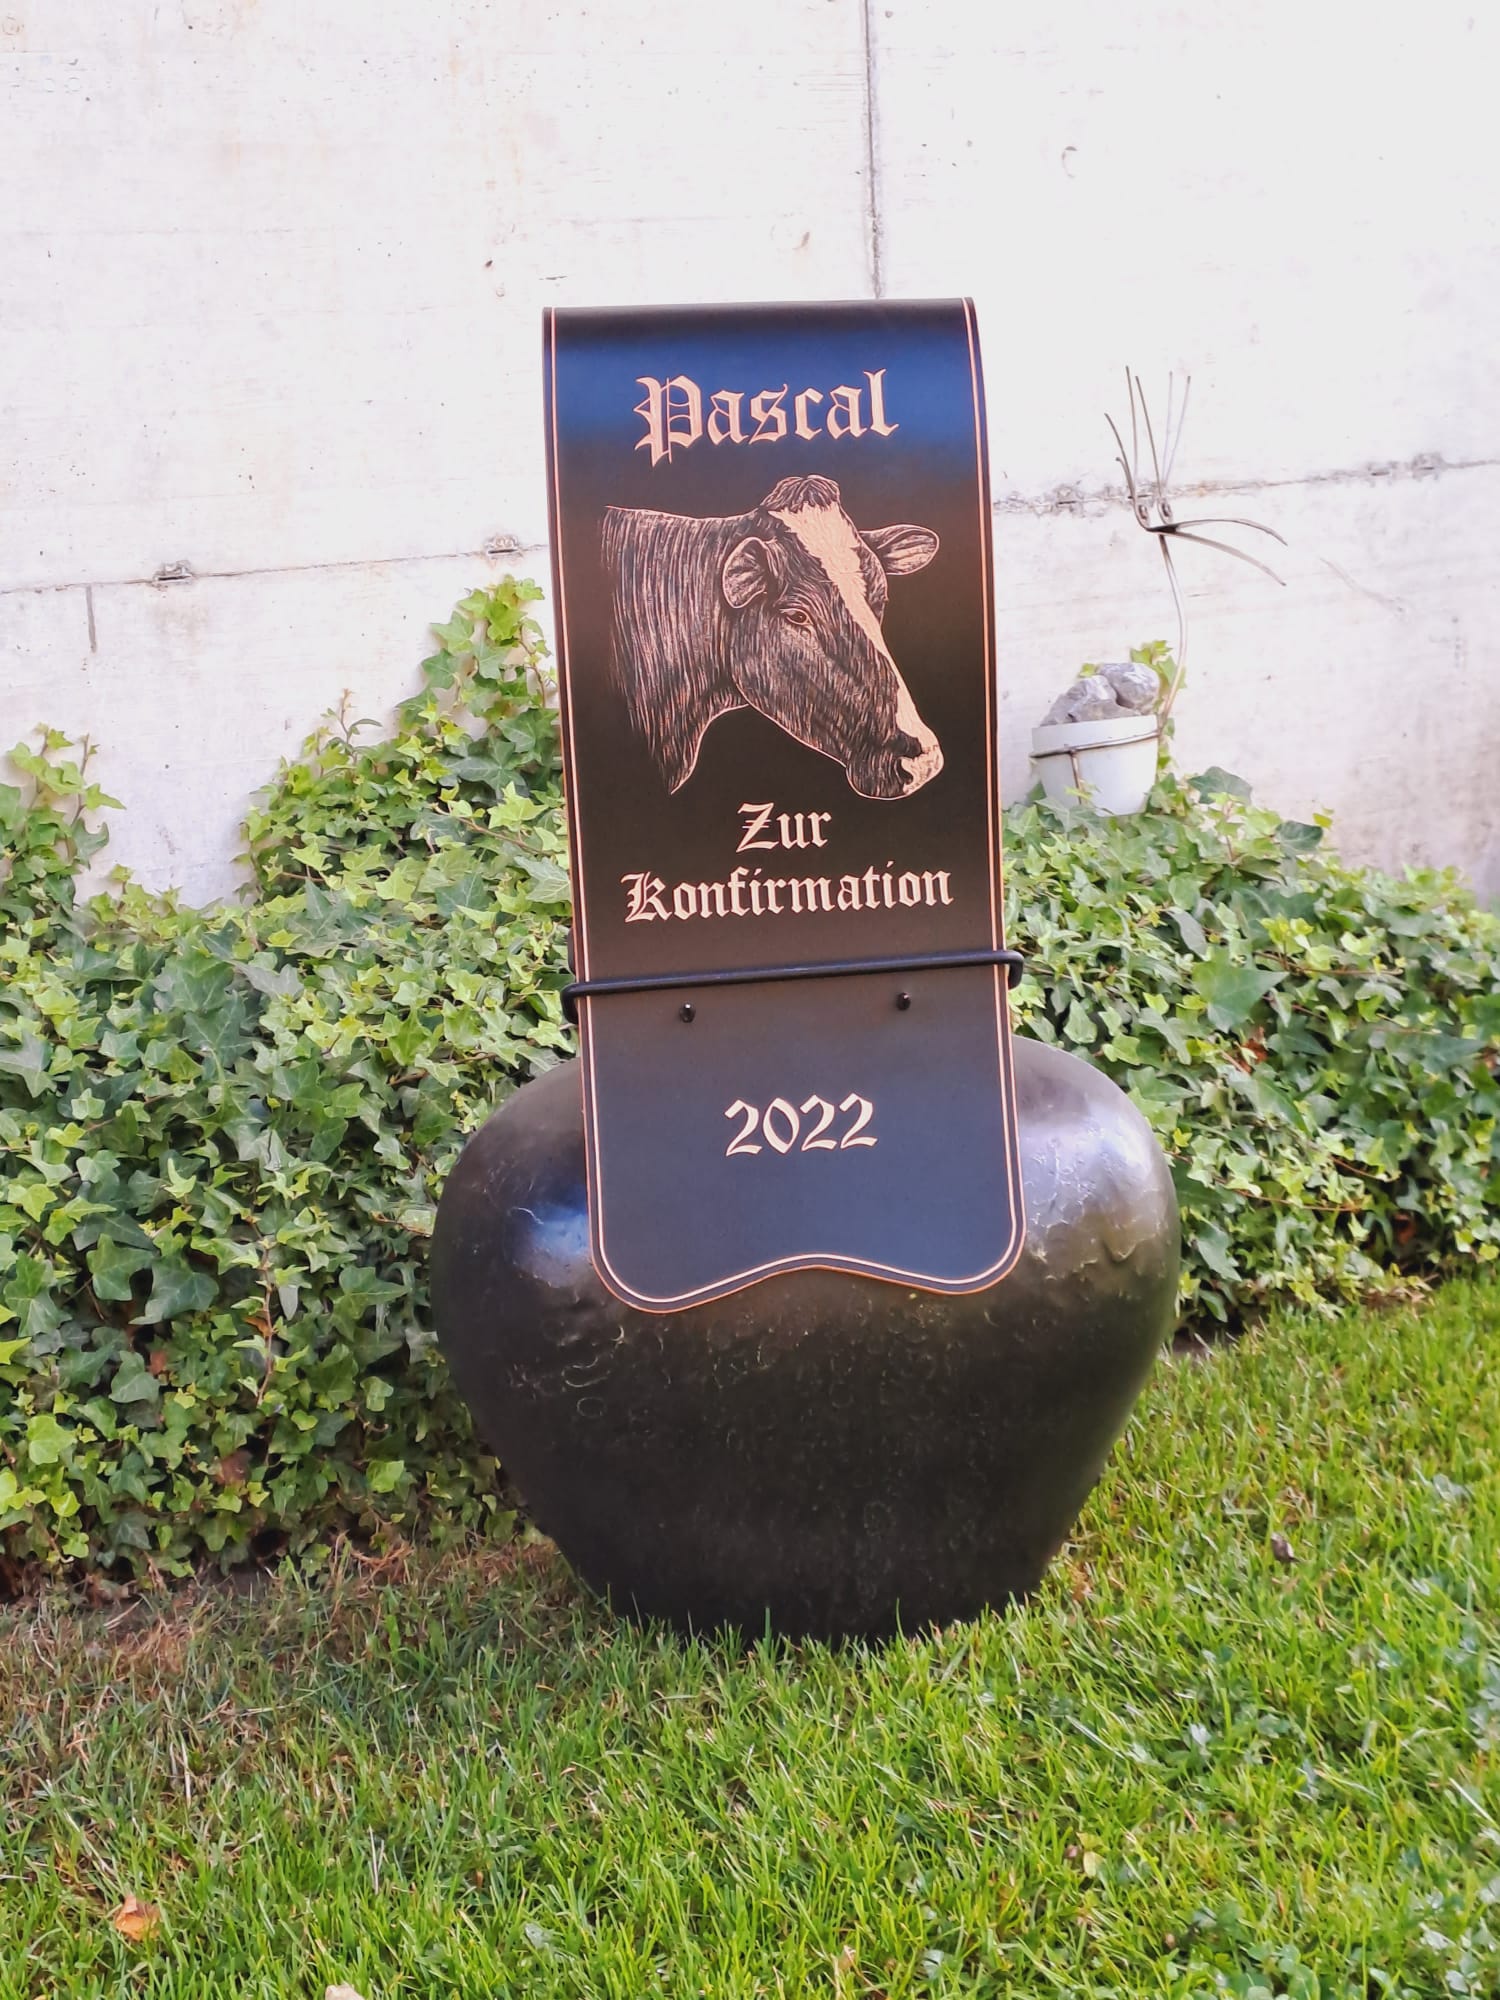 Pascal
Zur
Konfirmation
2022